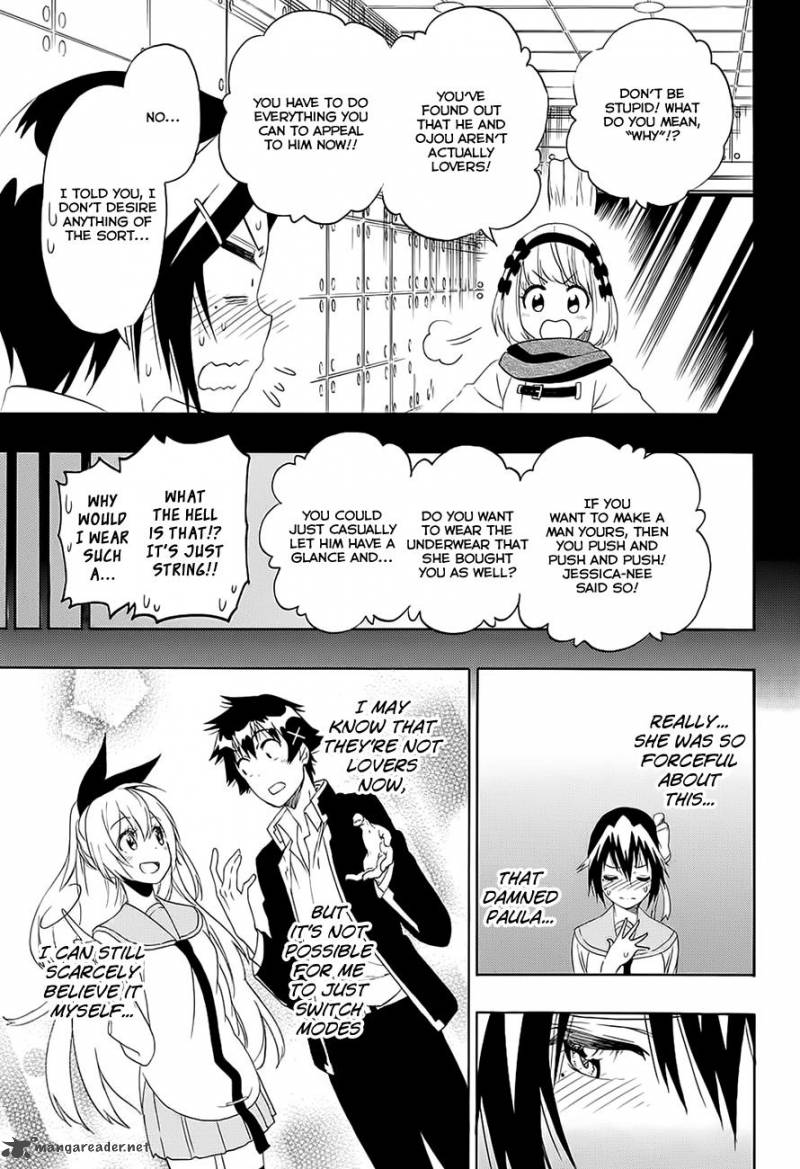 DON'T BE
STUPID! WHAT
DO YOU MEAN,
"WHY"!?
YOU'VE
FOUND OUT
THAT HE AND
OJOU AREN'T
ACTUALLY
LOVERS!
YOU HAVE TO DO
EVERYTHING YOU
CAN TO APPEAL
TO HIM NOW!!
NO...
I TOLD YOU, I
DON'T DESIRE
ANYTHING OF
THE SORT...
IF YOU
WANT TO MAKE A
MAN YOURS, THEN
YOU PUSH AND
PUSH AND PUSH!
JESSICA-NEE
SAID SO!
DO YOU WANT
TO WEAR THE
UNDERWEAR THAT
SHE BOUGHT
YOU AS WELL?
YOU COULD
JUST CASUALLY
LET HIM HAVE A
GLANCE AND...
WHAT
THE HELL
IS THAT!?
IT'S JUST
STRING!!
WHY
WOULD
I WEAR
SUCH
A...
REALLY...
SHE WAS SO
FORCEFUL
ABOUT
THIS...
THAT
DAMNED
PAULA...
I MAY
KNOW THAT
THEY'RE NOT
LOVERS
NOW,
BUT
IT'S NOT
POSSIBLE
FOR ME
TO JUST
SWITCH
MODES
I CAN STILL
SCARCELY
BELIEVE IT
MYSELF...
mangareader.net